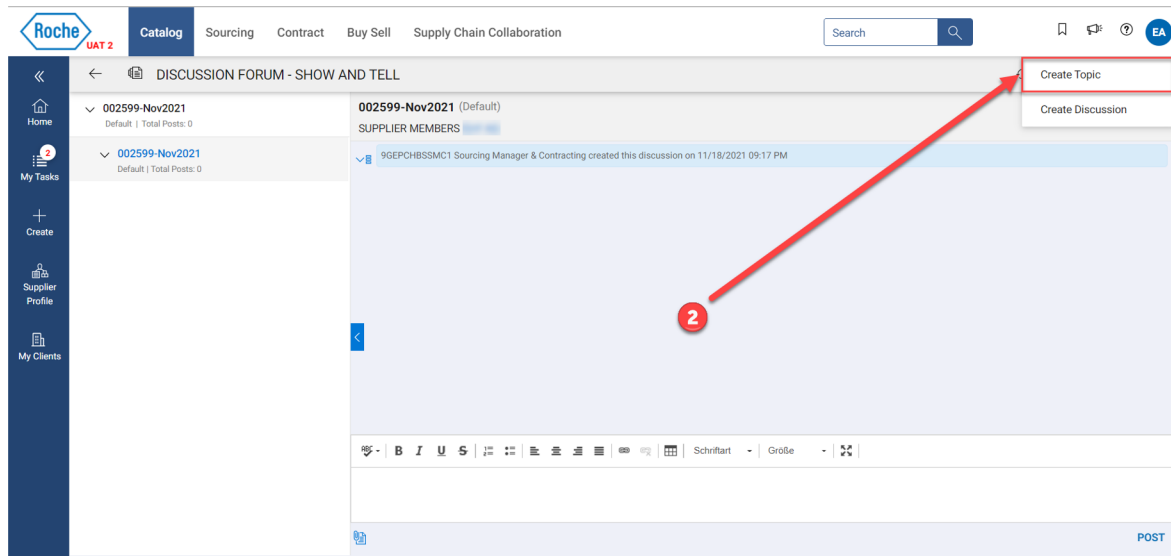 Roche
UAT 2
Catalog Sourcing Contract Buy Sell Supply Chain Collaboration
Search
EA
DISCUSSION FORUM - SHOW AND TELL
Create Topic
Create Discussion
Home
2
My Tasks
Create
Supplier
Profile
My Clients
002599-Nov2021
Default | Total Posts: 0
002599-Nov2021
Default | Total Posts: 0
002599-Nov2021 (Default)
SUPPLIER MEMBERS
9GEPCHBSSMC1 Sourcing Manager & Contracting created this discussion on 11/18/2021 09:17 PM
2
B I U S Schriftart Größe
POST